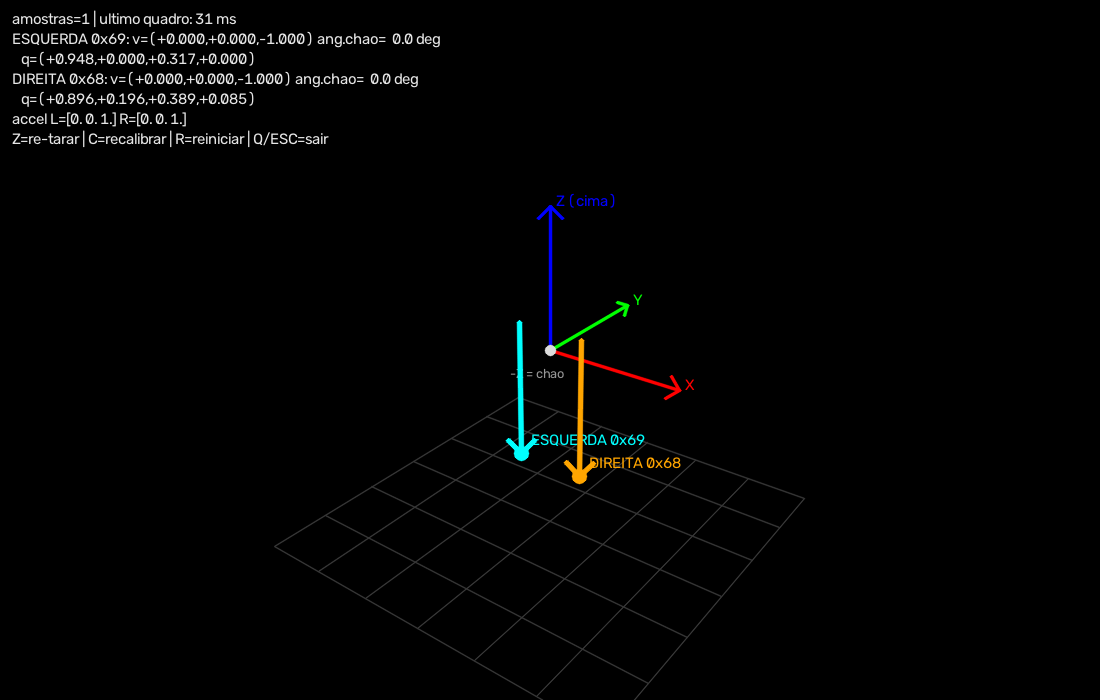 amostras=1 | ultimo quadro: 31 ms
ESQUERDA 0x69: v=(+0.000,+0.000,-1.000) ang.chao=  0.0 deg
q=(+0.948,+0.000,+0.317,+0.000)
DIREITA 0x68: v=(+0.000,+0.000,-1.000) ang.chao=  0.0 deg
q=(+0.896,+0.196,+0.389,+0.085)
accel L=[0. 0. 1.] R=[0. 0. 1.]
Z=re-tarar | C=recalibrar | R=reiniciar | Q/ESC=sair
Z (cima)
Y
-Z = chao
X
ESQUERDA 0x69
DIREITA 0x68